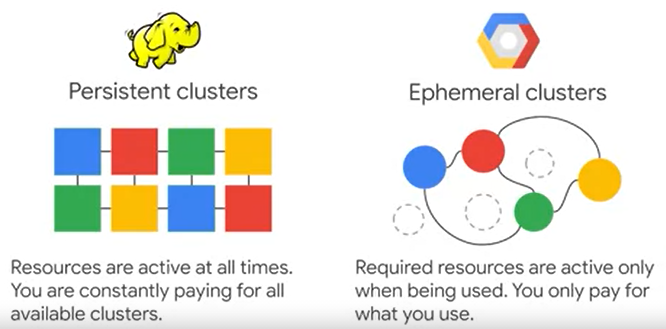 Persistent clusters
Resources are active at all times.
You are constantly paying for all
available clusters.
Ephemeral clusters
Required resources are active only
when being used. You only pay for
what you use.